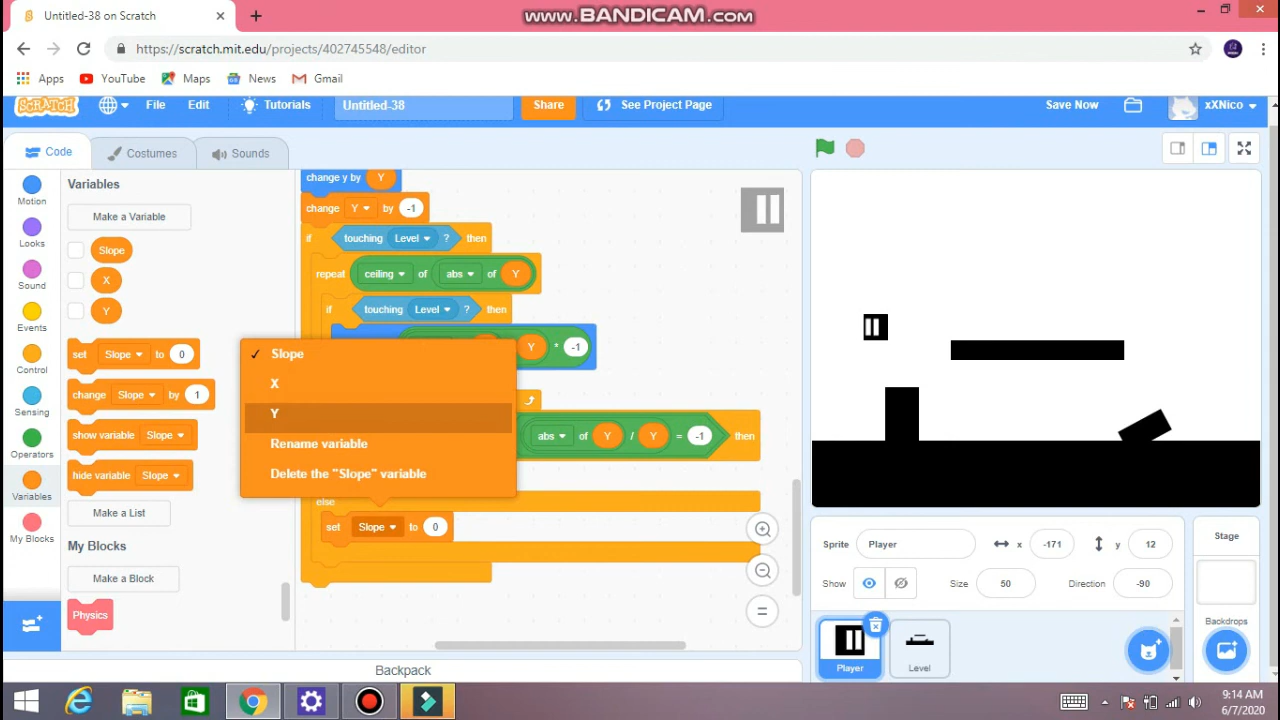 Untitled-38 on Scratch
www.BANDICAM.com
https://scratch.mit.edu/projects/402745548/editor
Apps YouTube Maps News Gmail
SCRATCH File Edit Tutorials Untitled-38 Share See Project Page Save Now xXNico
Code Costumes Sounds
Motion
Looks
Sound
Events
Control
Sensing
Operators
Variables
My Blocks
Variables
Make a Variable
Slope
X
Y
set Slope to 0
change Slope by 1
show variable Slope
hide variable Slope
Make a List
My Blocks
Make a Block
Physics
change y by Y
change Y by -1
if touching Level ? then
repeat ceiling of abs of Y
if touching Level ? then
Y * -1
Slope
X
Y
Rename variable
Delete the "Slope" variable
abs of Y / Y = -1 then
else
set Slope to 0
Backpack
Sprite Player x -171 y 12
Show Size 50 Direction -90
Player
Level
Stage
Backdrops
9:14 AM
6/7/2020